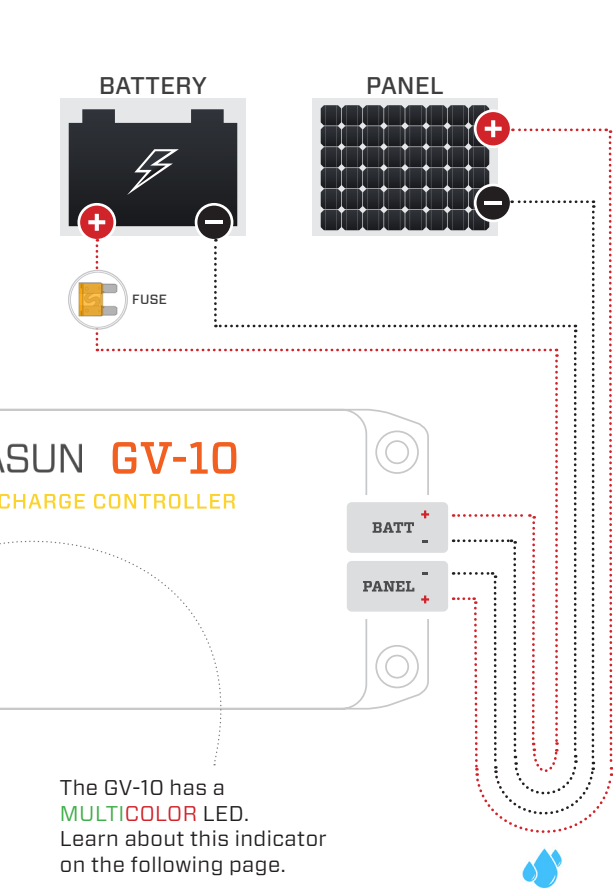 BATTERY
PANEL
+
-
+
-
FUSE
ASUN GV-10
CHARGE CONTROLLER
BATT + -
PANEL - +
The GV-10 has a
MULTICOLOR LED.
Learn about this indicator
on the following page.